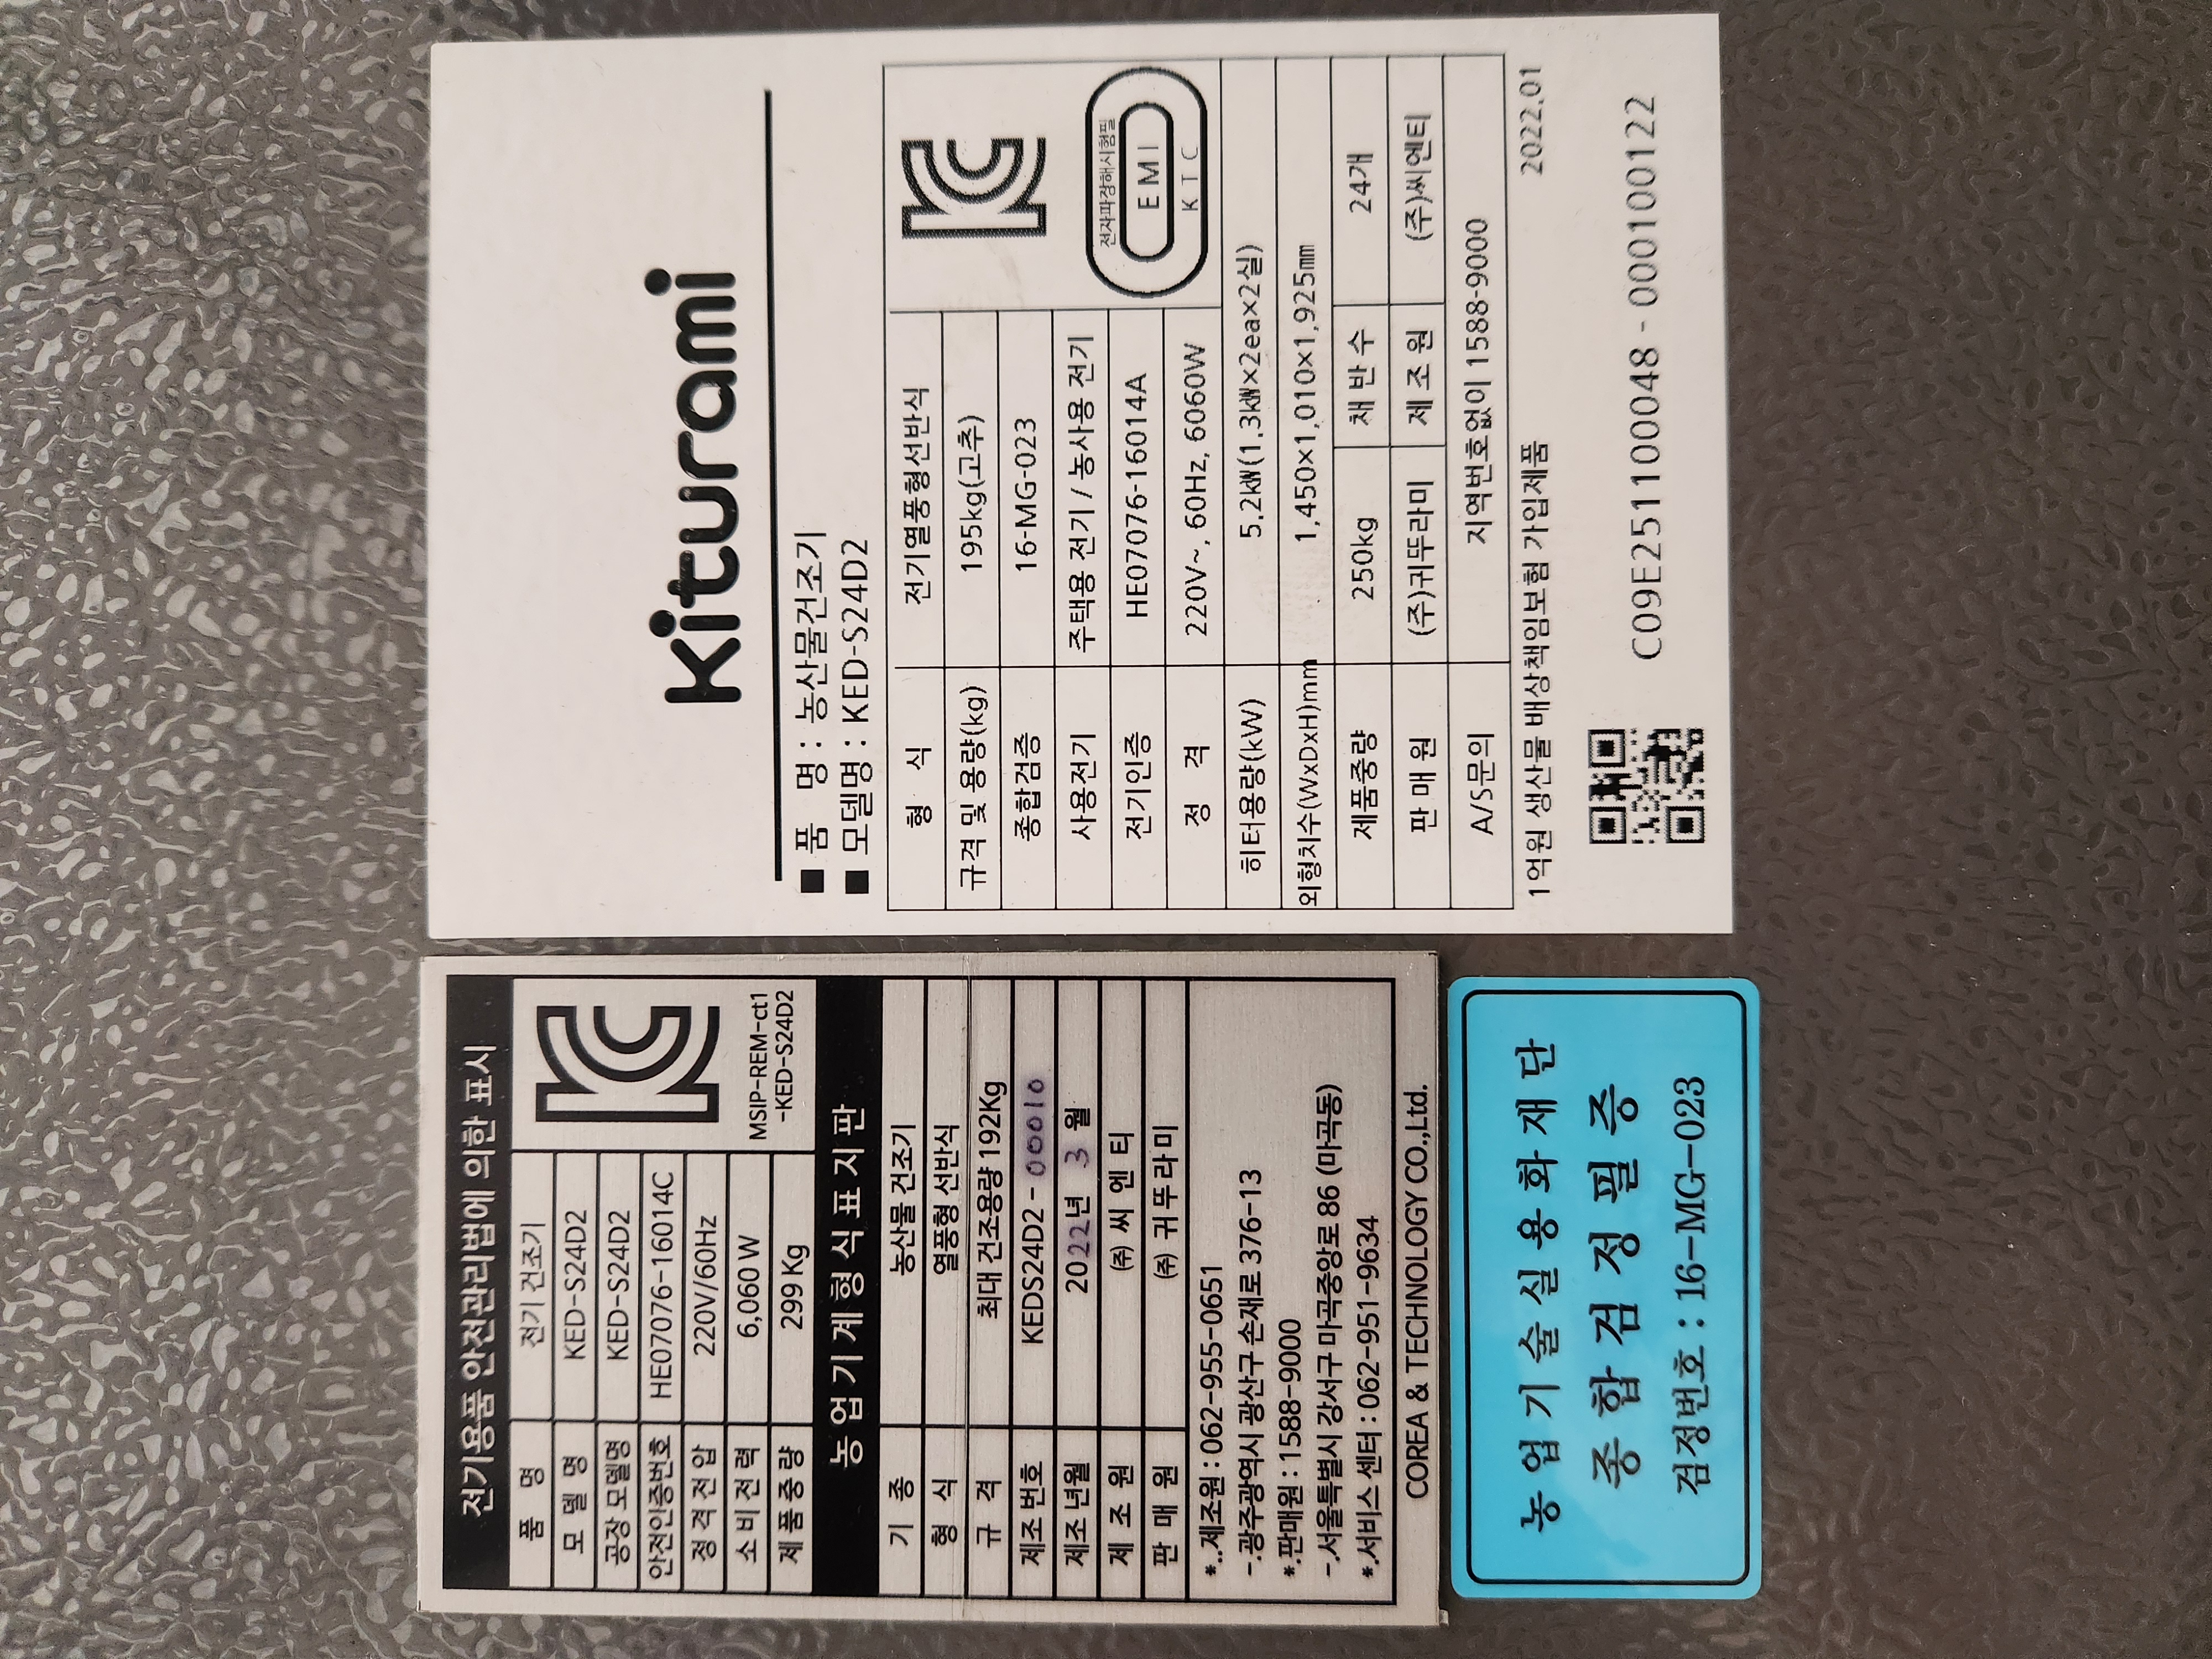 전기용품 안전관리법에 의한 표시
품 명 전기 건조기
모 델 명 KED-S24D2
공장 모델명 KED-S24D2
안전인증번호 HE07076-16014C
정 격 전 압 220V/60Hz
소 비 전 력 6,060 W
제 품 중 량 299 Kg
MSIP-REM-ct1
-KED-S24D2
농 업 기 계 형 식 표 지 판
기 종 농산물 건조기
형 식 열풍형 선반식
규 격 최대 건조용량 192Kg
제조 번호 KEDS24D2 - 000010
제조 년월 2022년 3 월
제 조 원 ㈜ 씨 엔 티
판 매 원 ㈜ 귀 뚜 라 미
*..제조원 : 062-955-0651
-.광주광역시 광산구 손재로 376-13
*.판매원 : 1588-9000
-.서울특별시 강서구 마곡중앙로 86 (마곡동)
*.서비스 센터 : 062-951-9634
COREA & TECHNOLOGY CO.,Ltd.
농 업 기 술 실 용 화 재 단
종 합 검 정 필 증
검정번호 : 16-MG-023
Kiturami
■ 품 명 : 농산물건조기
■ 모델명 : KED-S24D2
형 식 전기열풍형선반식
규격 및 용량(kg) 195kg(고추)
종합검증 16-MG-023
사용전기 주택용 전기 / 농사용 전기
전기인증 HE07076-16014A
정 격 220V~, 60Hz, 6060W
전자파장해시험필
EMI
KTC
히터용량(kW) 5.2㎾(1.3㎾×2ea×2실)
외형치수(WxDxH)mm 1,450×1,010×1,925㎜
제품중량 250kg 채 반 수 24개
판 매 원 (주)귀뚜라미 제 조 원 (주)씨엔티
A/S문의 지역번호없이 1588-9000
1억원 생산물 배상책임보험 가입제품 2022.01
C09E251100048 - 000100122